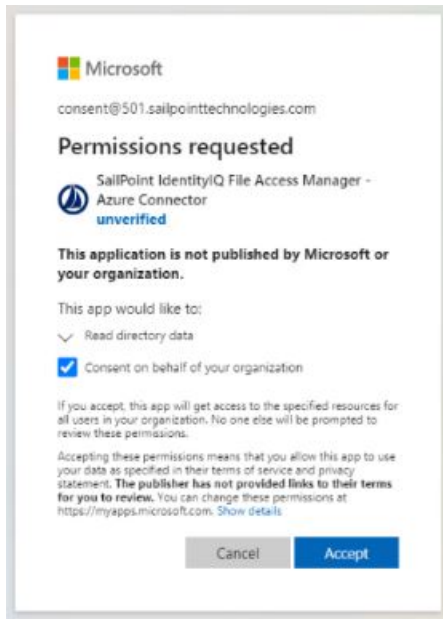 Microsoft
consent@501.sailpointtechnologies.com
Permissions requested
SailPoint IdentityIQ File Access Manager -
Azure Connector
unverified
This application is not published by Microsoft or
your organization.
This app would like to:
Read directory data
Consent on behalf of your organization
If you accept, this app will get access to the specified resources for
all users in your organization. No one else will be prompted to
review these permissions.
Accepting these permissions means that you allow this app to use
your data as specified in their terms of service and privacy
statement. The publisher has not provided links to their terms
for you to review. You can change these permissions at
https://myapps.microsoft.com. Show details
Cancel Accept